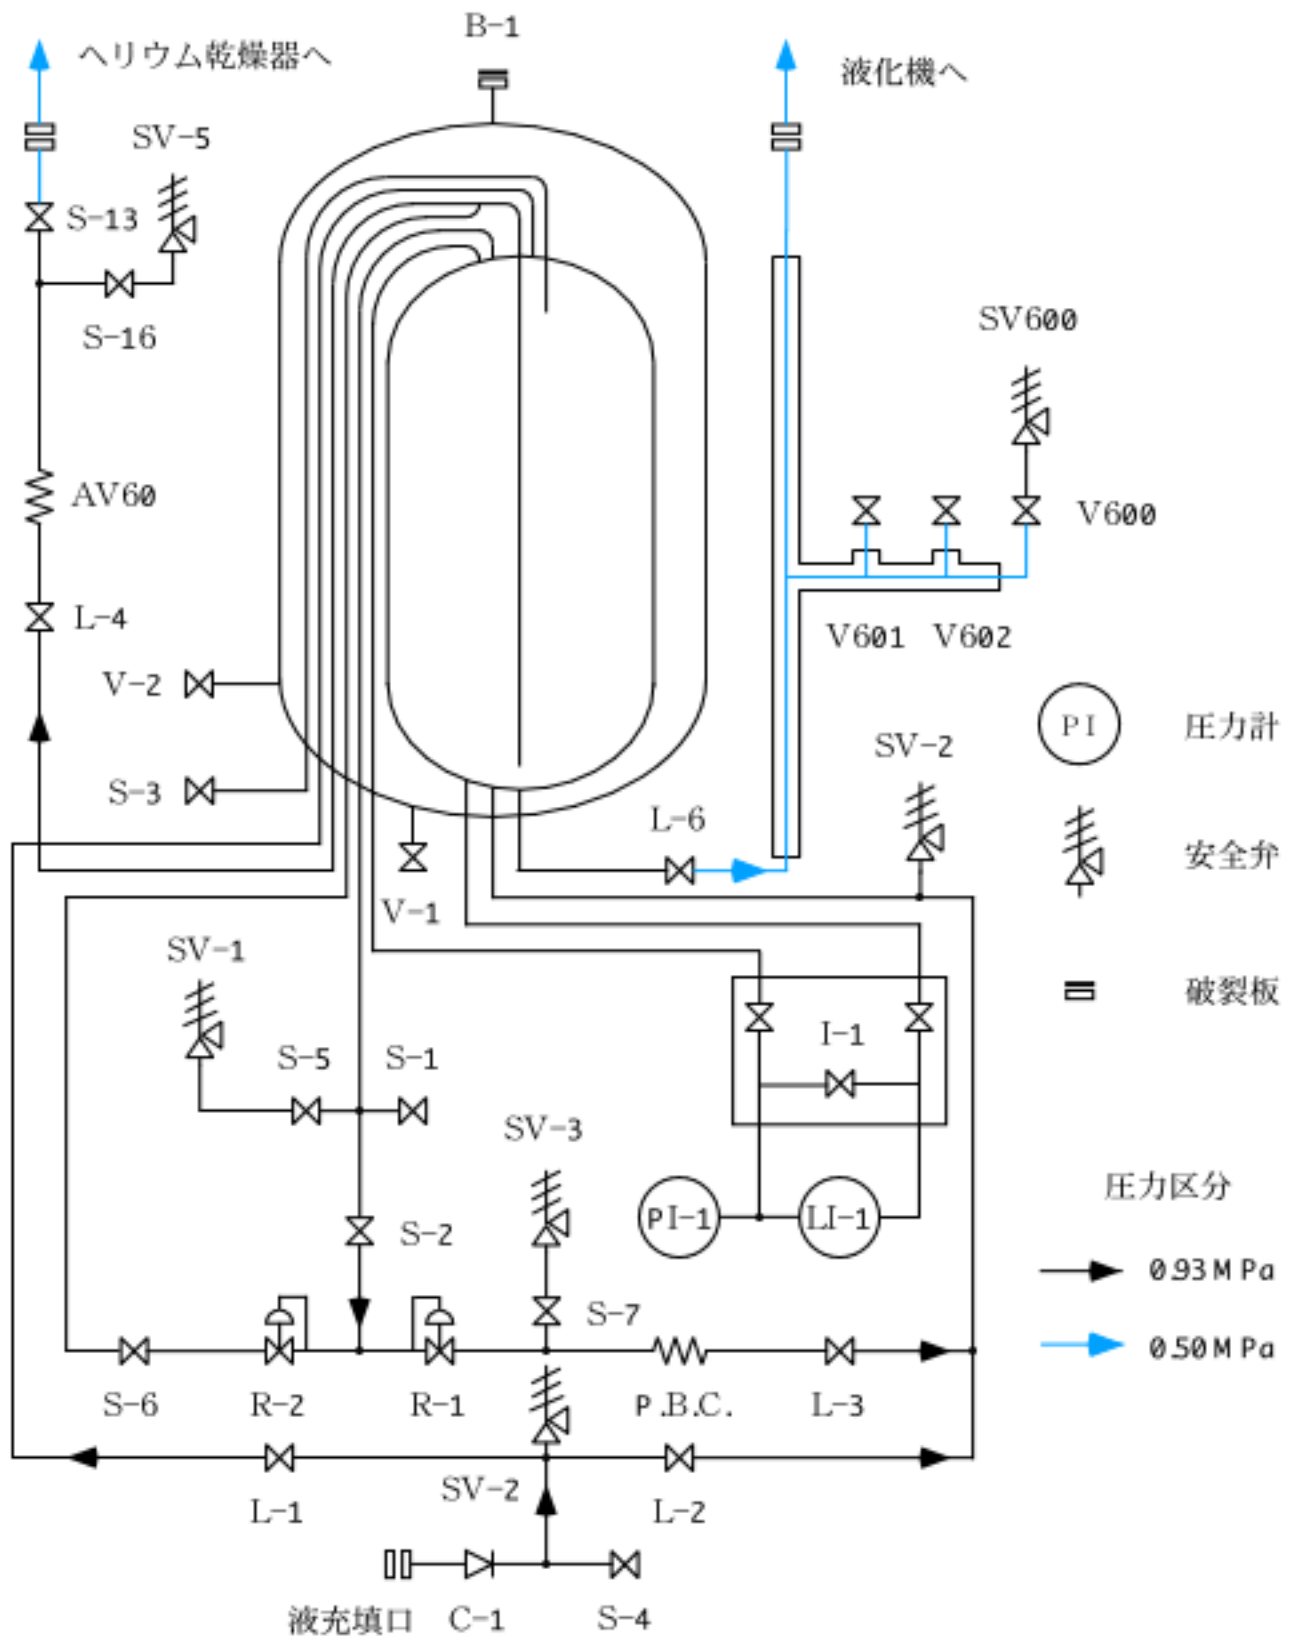 B-1
ヘリウム乾燥器へ
液化機へ
SV-5
S-13
S-16
SV600
AV60
V600
L-4
V601
V602
V-2
PI
圧力計
SV-2
S-3
L-6
安全弁
V-1
SV-1
破裂板
I-1
S-5
S-1
SV-3
圧力区分
PI-1
LI-1
S-2
0.93MPa
S-7
0.50MPa
S-6
R-2
R-1
P.B.C.
L-3
SV-2
L-1
L-2
液充填口
C-1
S-4